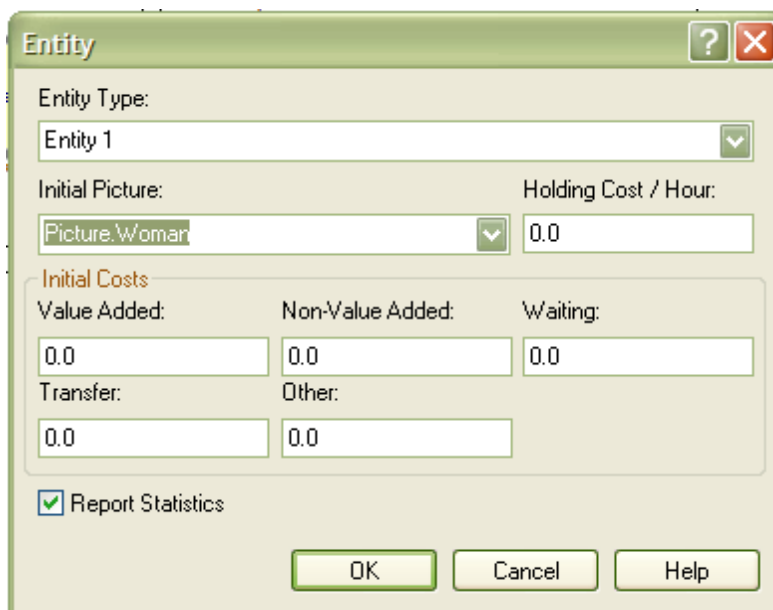 Entity
Entity Type:
Entity 1
Initial Picture: Holding Cost / Hour:
Picture.Woman 0.0
Initial Costs
Value Added: Non-Value Added: Waiting:
0.0 0.0 0.0
Transfer: Other:
0.0 0.0
Report Statistics
OK Cancel Help